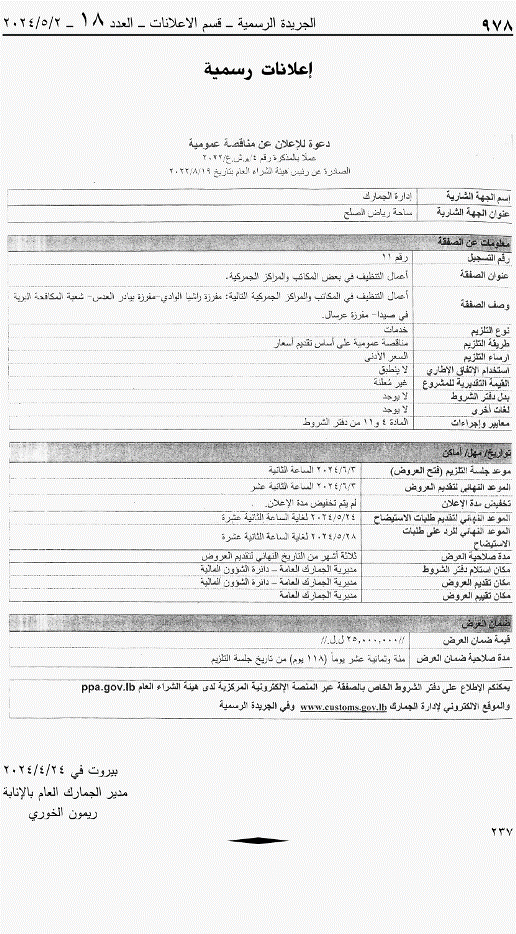 ٩٧٨ الجريدة الرسمية – قسم الاعلانات – العدد ١٨ – ٢٠٢٤/٥/٢
إعلانات رسمية
دعوة للإعلان عن مناقصة عمومية
عملا بالمذكرة رقم ٤/ه.ش.ع/٢٠٢٢
الصادرة عن رئيس هيئة الشراء العام بتاريخ ٢٠٢٢/٨/١٩
إسم الجهة الشارية إدارة الجمارك
عنوان الجهة الشارية ساحة رياض الصلح
معلومات عن الصفقة
رقم التسجيل رقم ١١
عنوان الصفقة أعمال التنظيف في بعض المكاتب والمراكز الجمركية.
وصف الصفقة أعمال التنظيف في المكاتب والمراكز الجمركية التالية: مفرزة راشيا الوادي-مفرزة بيادر العدس- شعبة المكافحة البرية
في صيدا- مفرزة عرسال.
نوع التلزيم خدمات
طريقة التلزيم مناقصة عمومية على أساس تقديم أسعار
ارساء التلزيم السعر الأدنى
استخدام الإتفاق الاطاري لا ينطبق
القيمة التقديرية للمشروع غير مُعلنة
بدل دفتر الشروط لا يوجد
لغات أخرى لا يوجد
معايير وإجراءات المادة ٤ و١١ من دفتر الشروط
تواريخ/ مهل/ أماكن
موعد جلسة التلزيم (فتح العروض) ٢٠٢٤/٦/٣ الساعة الثانية
الموعد النهائي لتقديم العروض ٢٠٢٤/٦/٣ الساعة الثانية عشر
تخفيض مدة الإعلان لم يتم تخفيض مدة الإعلان.
الموعد النهائي لتقديم طلبات الاستيضاح ٢٠٢٤/٥/٢٤ لغاية الساعة الثانية عشرة
الموعد النهائي للرد على طلبات
الاستيضاح ٢٠٢٤/٥/٢٨ لغاية الساعة الثانية عشرة
مدة صلاحية العرض ثلاثة أشهر من التاريخ النهائي لتقديم العروض
مكان استلام دفتر الشروط مديرية الجمارك العامة – دائرة الشؤون المالية
مكان تقديم العروض مديرية الجمارك العامة – دائرة الشؤون المالية
مكان تقييم العروض مديرية الجمارك العامة
ضمان العرض
قيمة ضمان العرض //٢٥,٠٠٠,٠٠٠ ل.ل.//
مدة صلاحية ضمان العرض مئة وثمانية عشر يوماً (١١٨ يوم) من تاريخ جلسة التلزيم
يمكنكم الإطلاع على دفتر الشروط الخاص بالصفقة عبر المنصة الإلكترونية المركزية لدى هيئة الشراء العام ppa.gov.lb
والموقع الالكتروني لإدارة الجمارك www.customs.gov.lb وفي الجريدة الرسمية
بيروت في ٢٠٢٤/٤/٢٤
مدير الجمارك العام بالإنابة
ريمون الخوري
٢٣٧